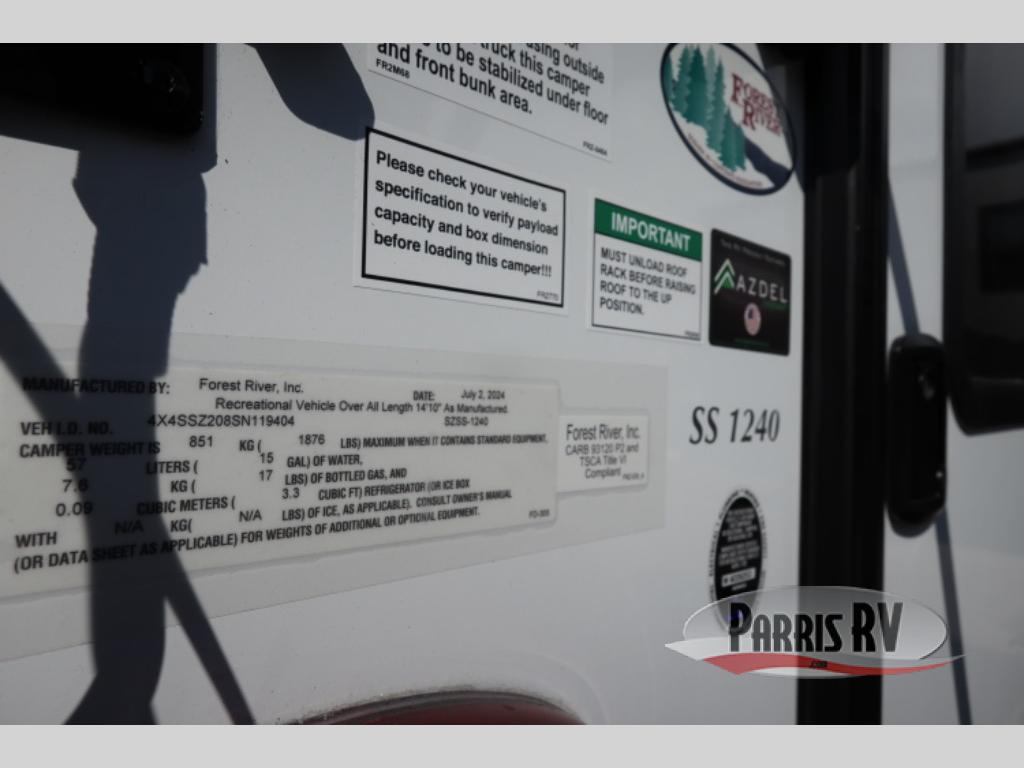 using outside
truck this camper
to be stabilized under floor
and front bunk area.
FR2M68
Please check your vehicle's
specification to verify payload
capacity and box dimension
before loading this camper!!!
FR2770
FOREST
RIVER
IMPORTANT
MUST UNLOAD ROOF
RACK BEFORE RAISING
ROOF TO THE UP
POSITION.
AZDEL
MANUFACTURED BY: Forest River, Inc. DATE: July 2, 2024
Recreational Vehicle Over All Length 14'10" As Manufactured.
VEH I.D. NO. 4X4SSZ208SN119404 SZSS-1240
CAMPER WEIGHT IS 851 KG ( 1876 LBS) MAXIMUM WHEN IT CONTAINS STANDARD EQUIPMENT,
57 LITERS ( 15 GAL) OF WATER,
7.6 KG ( 17 LBS) OF BOTTLED GAS, AND
0.09 CUBIC METERS ( 3.3 CUBIC FT) REFRIGERATOR (OR ICE BOX
WITH N/A KG( N/A LBS) OF ICE, AS APPLICABLE). CONSULT OWNER'S MANUAL
(OR DATA SHEET AS APPLICABLE) FOR WEIGHTS OF ADDITIONAL OR OPTIONAL EQUIPMENT.
Forest River, Inc.
CARB 93120 P2 and
TSCA Title VI
Compliant
SS 1240
PARRIS RV
.com